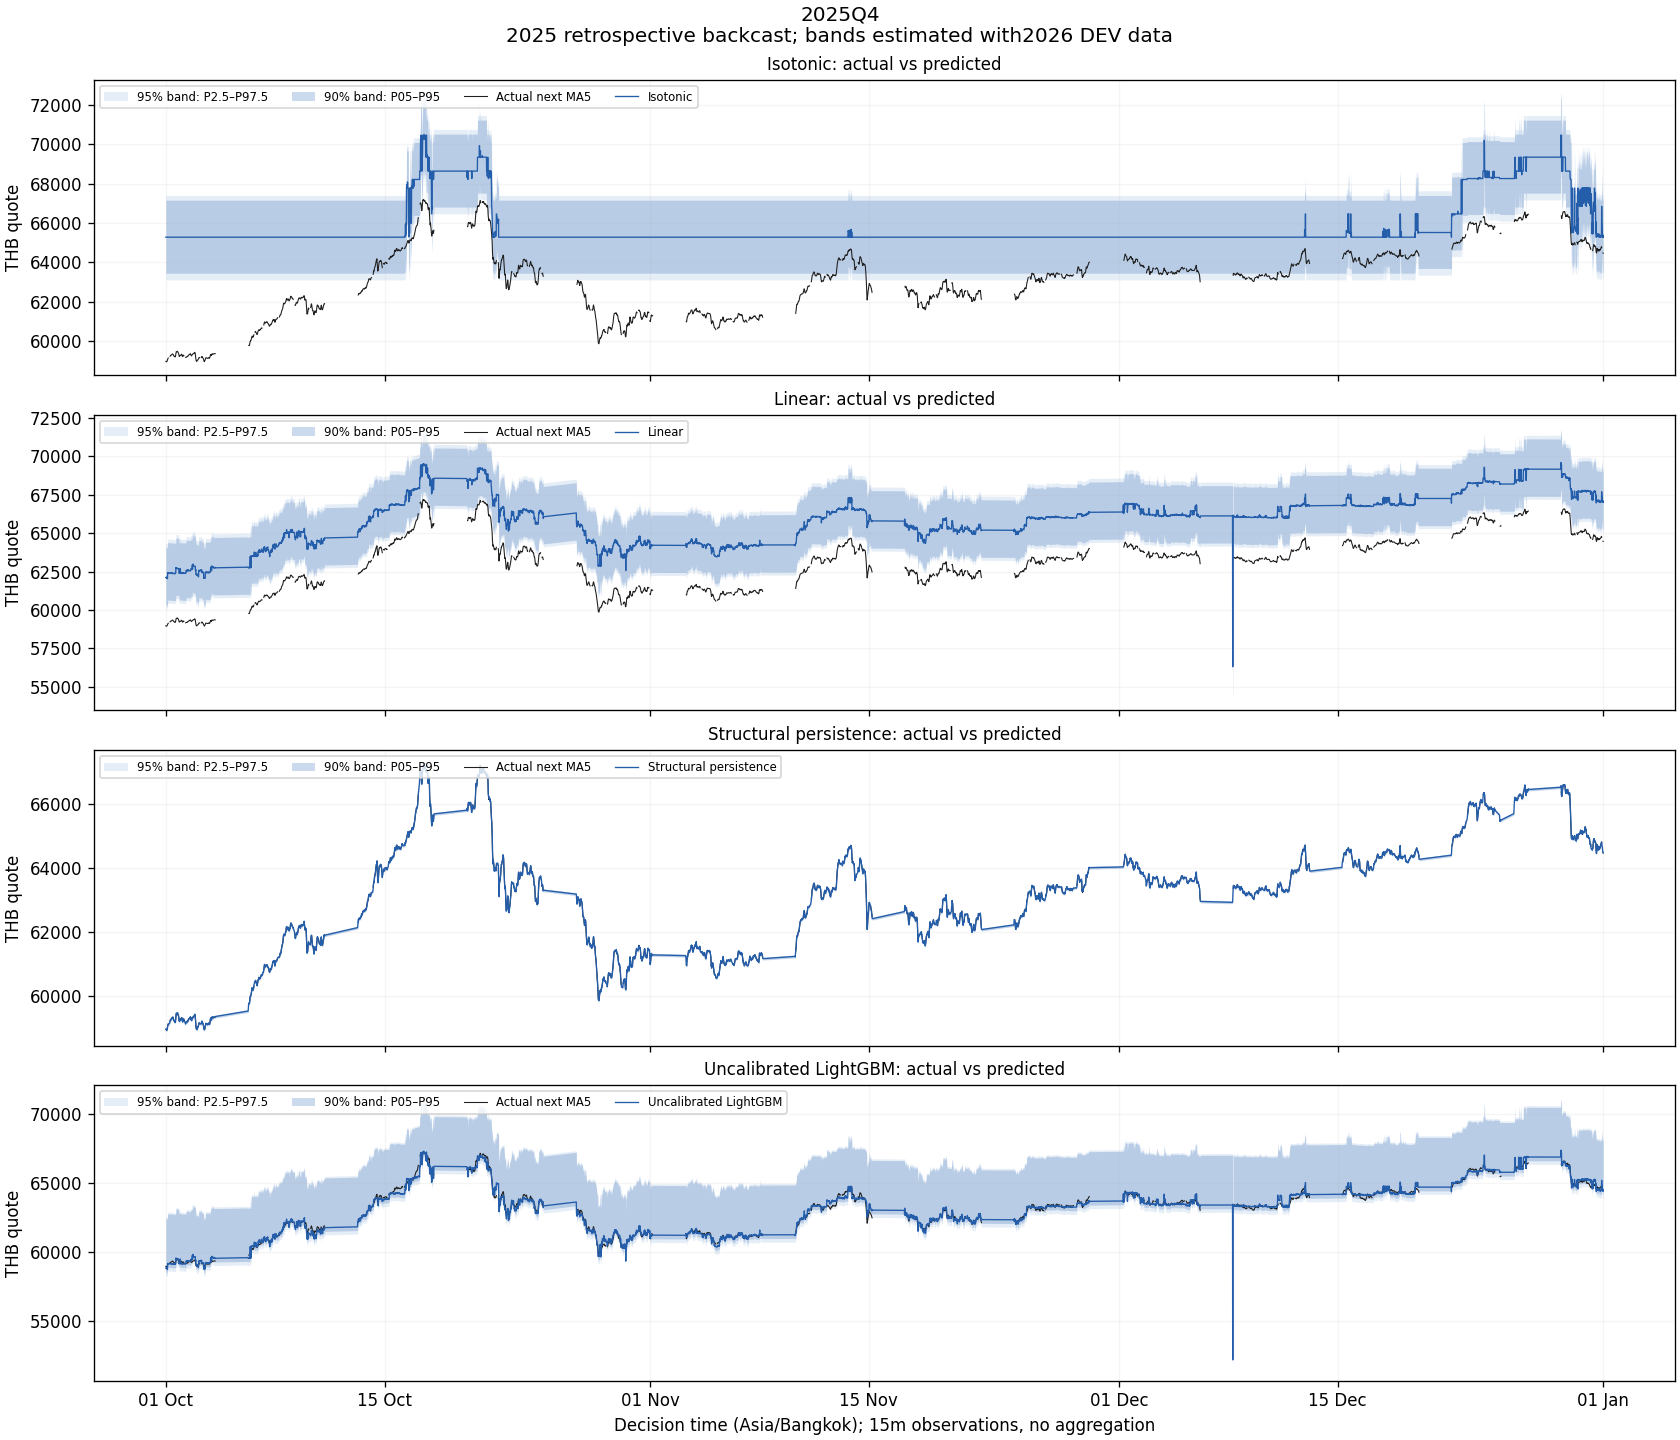 2025Q4
2025 retrospective backcast; bands estimated with2026 DEV data
Isotonic: actual vs predicted
95% band: P2.5–P97.5 90% band: P05–P95 Actual next MA5 Isotonic
THB quote
72000
70000
68000
66000
64000
62000
60000
Linear: actual vs predicted
95% band: P2.5–P97.5 90% band: P05–P95 Actual next MA5 Linear
THB quote
72500
70000
67500
65000
62500
60000
57500
55000
Structural persistence: actual vs predicted
95% band: P2.5–P97.5 90% band: P05–P95 Actual next MA5 Structural persistence
THB quote
66000
64000
62000
60000
Uncalibrated LightGBM: actual vs predicted
95% band: P2.5–P97.5 90% band: P05–P95 Actual next MA5 Uncalibrated LightGBM
THB quote
70000
65000
60000
55000
01 Oct 15 Oct 01 Nov 15 Nov 01 Dec 15 Dec 01 Jan
Decision time (Asia/Bangkok); 15m observations, no aggregation